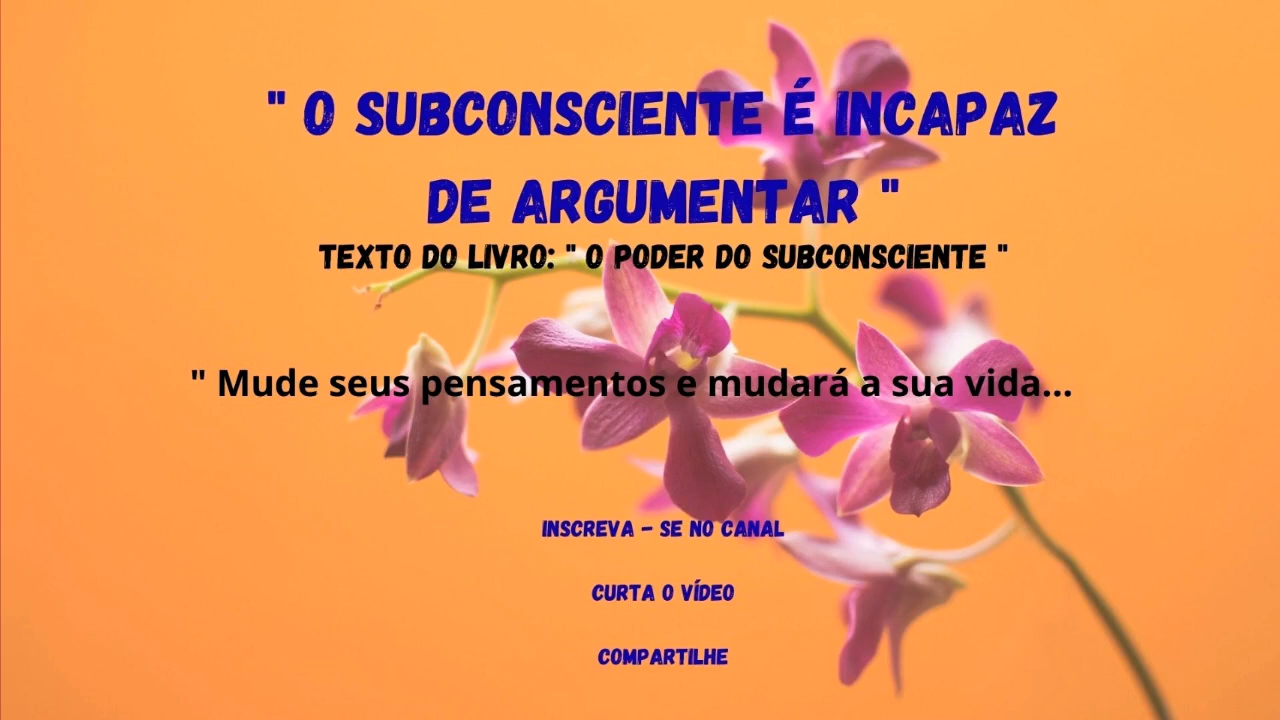 " O SUBCONSCIENTE É INCAPAZ
DE ARGUMENTAR "
TEXTO DO LIVRO: " O PODER DO SUBCONSCIENTE "
" Mude seus pensamentos e mudará a sua vida...
INSCREVA - SE NO CANAL
CURTA O VÍDEO
COMPARTILHE